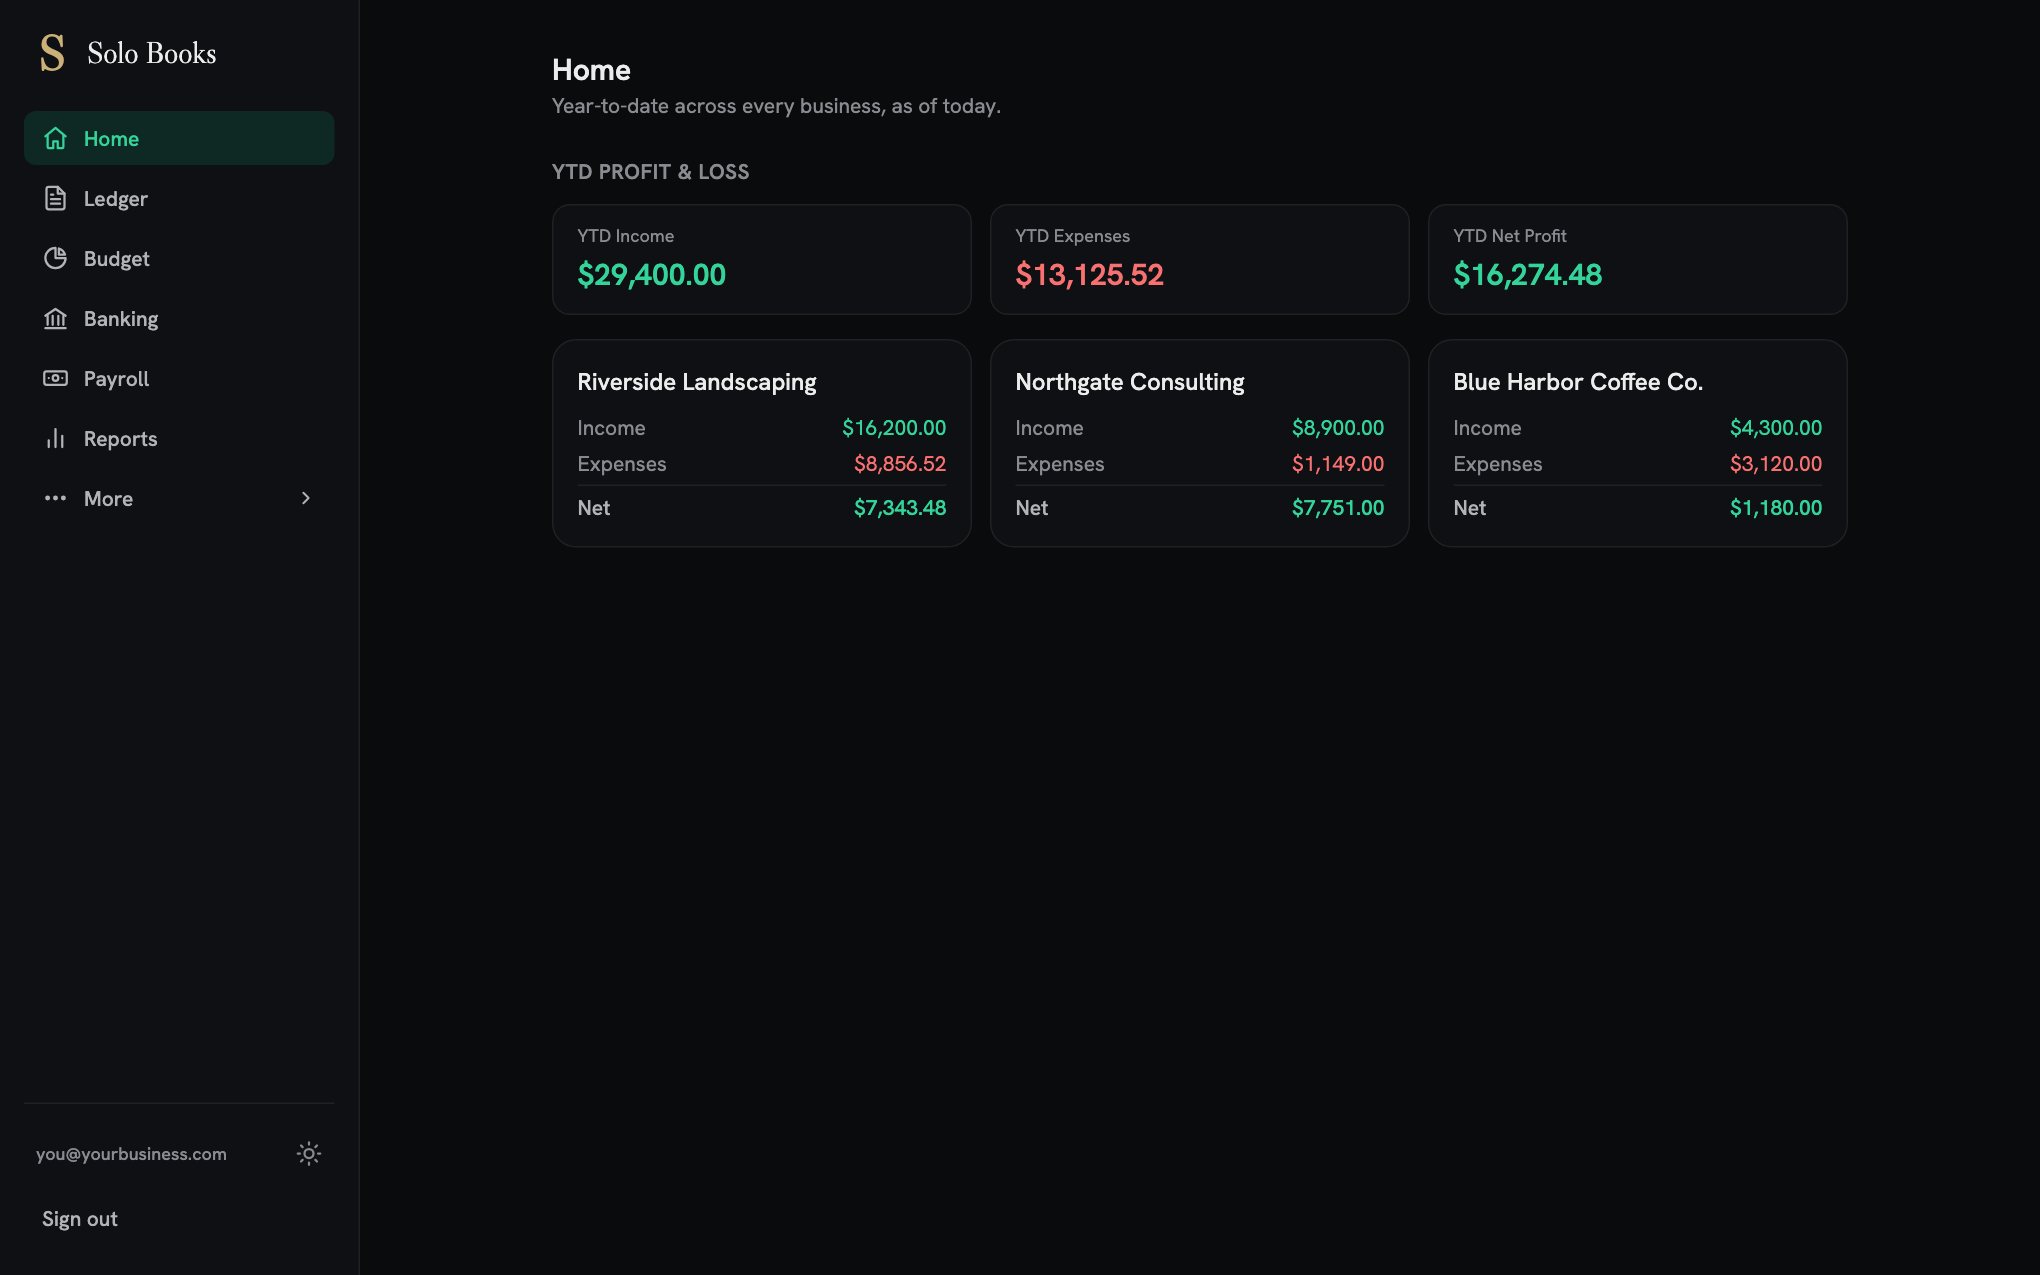 S Solo Books
Home
Ledger
Budget
Banking
Payroll
Reports
More
you@yourbusiness.com
Sign out
Home
Year-to-date across every business, as of today.
YTD PROFIT & LOSS
YTD Income
$29,400.00
YTD Expenses
$13,125.52
YTD Net Profit
$16,274.48
Riverside Landscaping
Income $16,200.00
Expenses $8,856.52
Net $7,343.48
Northgate Consulting
Income $8,900.00
Expenses $1,149.00
Net $7,751.00
Blue Harbor Coffee Co.
Income $4,300.00
Expenses $3,120.00
Net $1,180.00